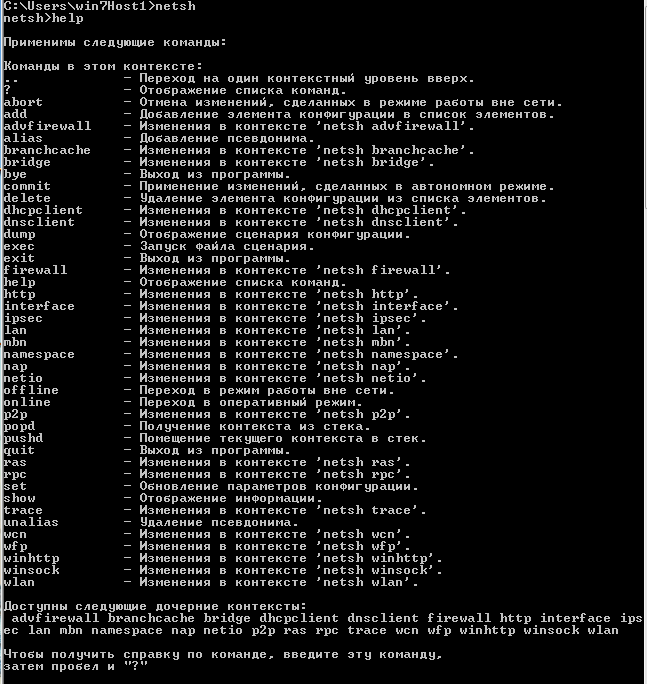 C:\Users\win7Host1>netsh
netsh>help
Применимы следующие команды:
Команды в этом контексте:
.. - Переход на один контекстный уровень вверх.
? - Отображение списка команд.
abort - Отмена изменений, сделанных в режиме работы вне сети.
add - Добавление элемента конфигурации в список элементов.
advfirewall - Изменения в контексте 'netsh advfirewall'.
alias - Добавление псевдонима.
branchcache - Изменения в контексте 'netsh branchcache'.
bridge - Изменения в контексте 'netsh bridge'.
bye - Выход из программы.
commit - Применение изменений, сделанных в автономном режиме.
delete - Удаление элемента конфигурации из списка элементов.
dhcpclient - Изменения в контексте 'netsh dhcpclient'.
dnsclient - Изменения в контексте 'netsh dnsclient'.
dump - Отображение сценария конфигурации.
exec - Запуск файла сценария.
exit - Выход из программы.
firewall - Изменения в контексте 'netsh firewall'.
help - Отображение списка команд.
http - Изменения в контексте 'netsh http'.
interface - Изменения в контексте 'netsh interface'.
ipsec - Изменения в контексте 'netsh ipsec'.
lan - Изменения в контексте 'netsh lan'.
mbn - Изменения в контексте 'netsh mbn'.
namespace - Изменения в контексте 'netsh namespace'.
nap - Изменения в контексте 'netsh nap'.
netio - Изменения в контексте 'netsh netio'.
offline - Переход в режим работы вне сети.
online - Переход в оперативный режим.
p2p - Изменения в контексте 'netsh p2p'.
popd - Получение контекста из стека.
pushd - Помещение текущего контекста в стек.
quit - Выход из программы.
ras - Изменения в контексте 'netsh ras'.
rpc - Изменения в контексте 'netsh rpc'.
set - Обновление параметров конфигурации.
show - Отображение информации.
trace - Изменения в контексте 'netsh trace'.
unalias - Удаление псевдонима.
wcn - Изменения в контексте 'netsh wcn'.
wfp - Изменения в контексте 'netsh wfp'.
winhttp - Изменения в контексте 'netsh winhttp'.
winsock - Изменения в контексте 'netsh winsock'.
wlan - Изменения в контексте 'netsh wlan'.
Доступны следующие дочерние контексты:
advfirewall branchcache bridge dhcpclient dnsclient firewall http interface ips
ec lan mbn namespace nap netio p2p ras rpc trace wcn wfp winhttp winsock wlan
Чтобы получить справку по команде, введите эту команду,
затем пробел и "?"